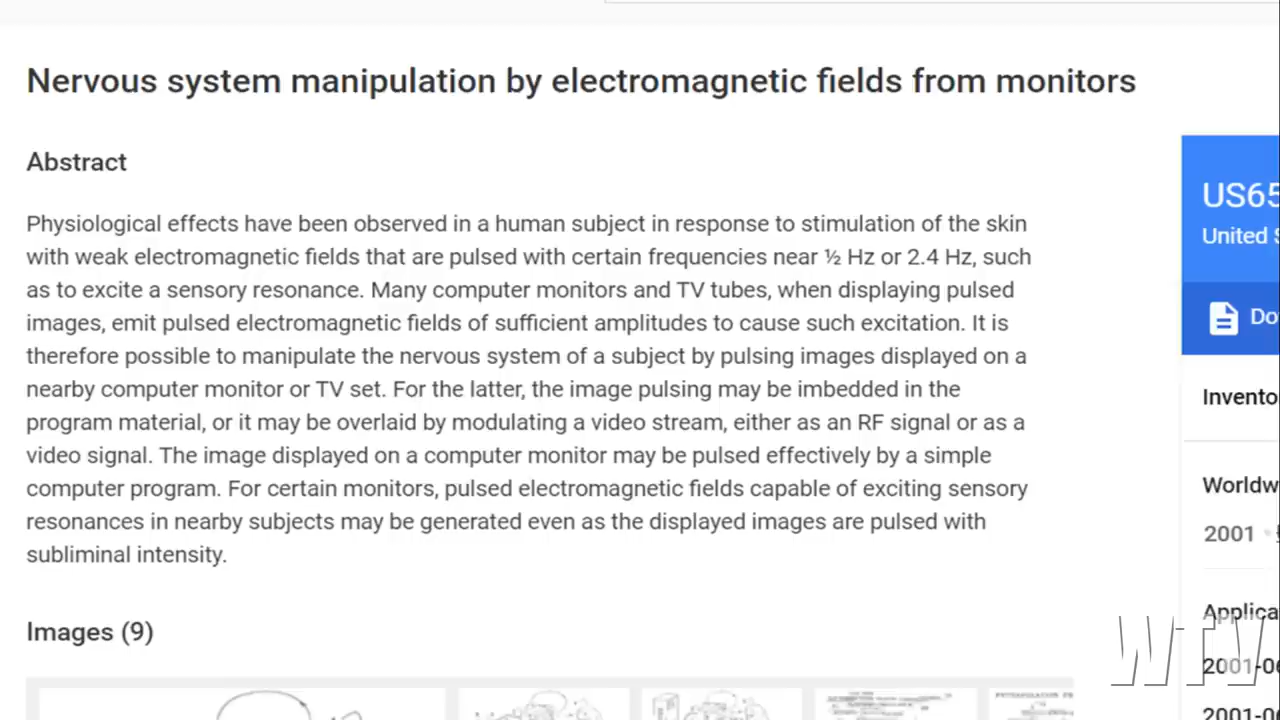 Nervous system manipulation by electromagnetic fields from monitors
Abstract
Physiological effects have been observed in a human subject in response to stimulation of the skin
with weak electromagnetic fields that are pulsed with certain frequencies near ½ Hz or 2.4 Hz, such
as to excite a sensory resonance. Many computer monitors and TV tubes, when displaying pulsed
images, emit pulsed electromagnetic fields of sufficient amplitudes to cause such excitation. It is
therefore possible to manipulate the nervous system of a subject by pulsing images displayed on a
nearby computer monitor or TV set. For the latter, the image pulsing may be imbedded in the
program material, or it may be overlaid by modulating a video stream, either as an RF signal or as a
video signal. The image displayed on a computer monitor may be pulsed effectively by a simple
computer program. For certain monitors, pulsed electromagnetic fields capable of exciting sensory
resonances in nearby subjects may be generated even as the displayed images are pulsed with
subliminal intensity.
Images (9)
US65
United S
Do
Invento
Worldw
2001
Applica
2001-06
2001-06
WTV